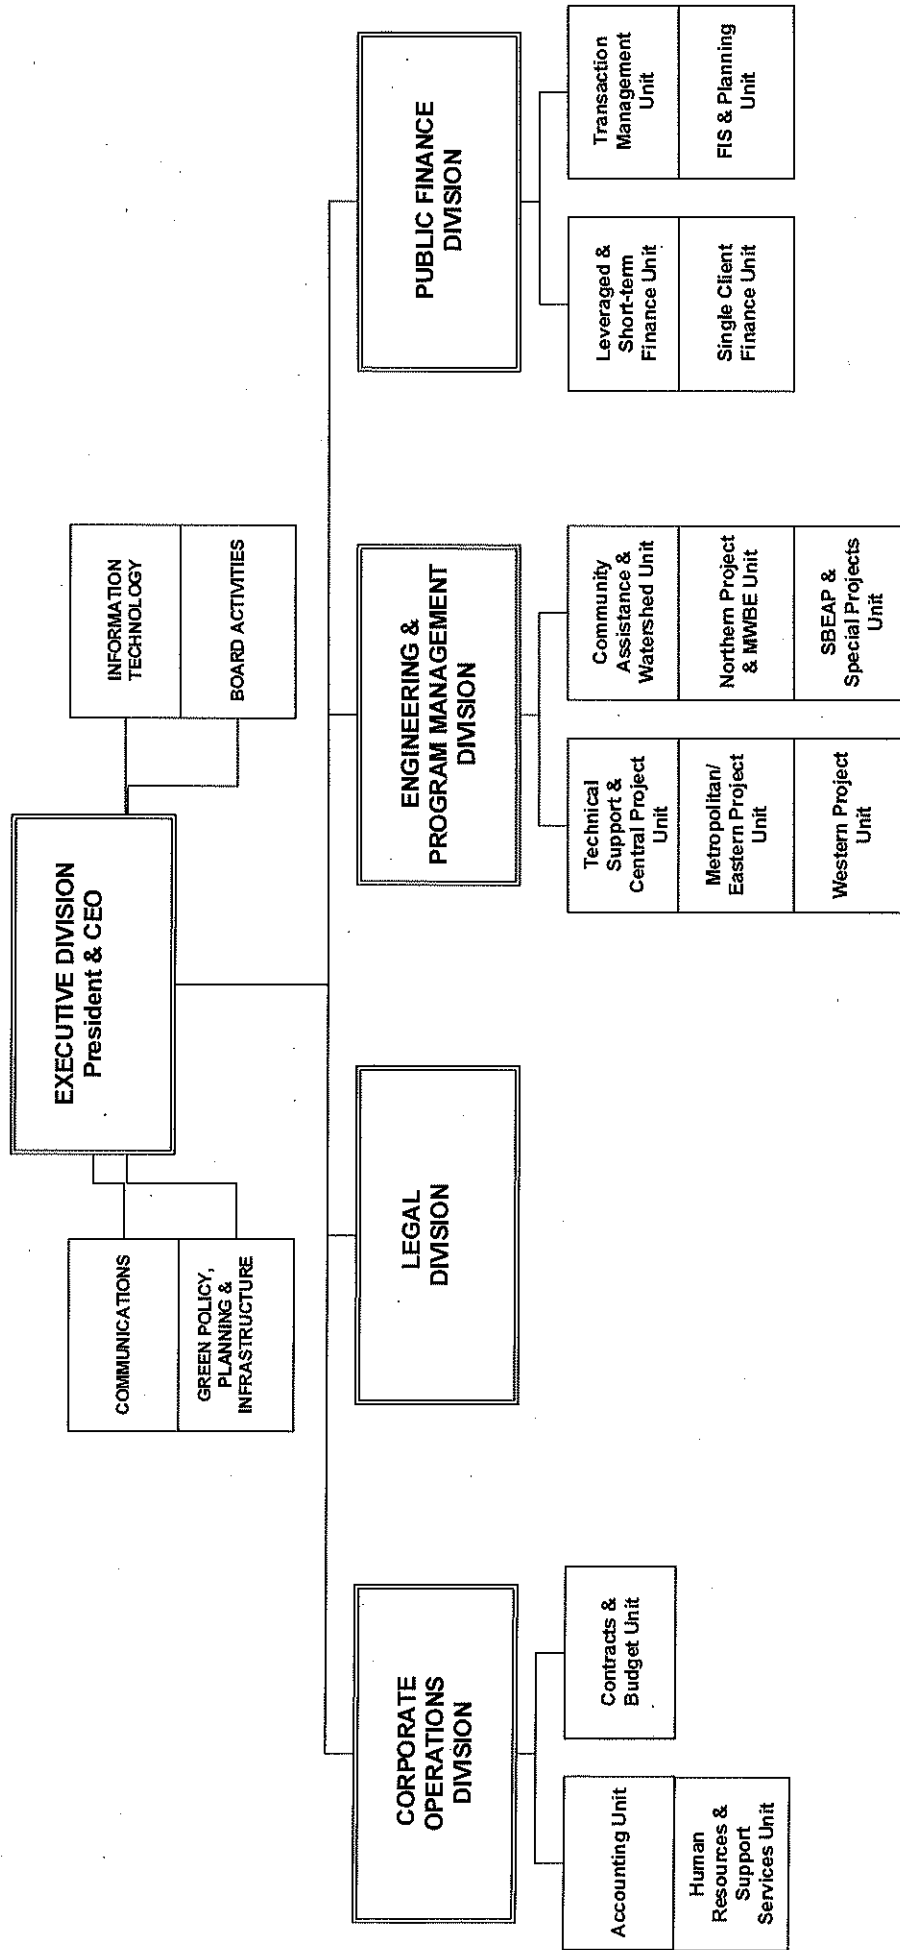 EXECUTIVE DIVISION
President & CEO
COMMUNICATIONS
GREEN POLICY,
PLANNING &
INFRASTRUCTURE
INFORMATION
TECHNOLOGY
BOARD ACTIVITIES
CORPORATE
OPERATIONS
DIVISION
Accounting Unit
Human
Resources &
Support
Services Unit
Contracts &
Budget Unit
LEGAL
DIVISION
ENGINEERING &
PROGRAM MANAGEMENT
DIVISION
Technical
Support &
Central Project
Unit
Metropolitan/
Eastern Project
Unit
Western Project
Unit
Community
Assistance &
Watershed Unit
Northern Project
& MWBE Unit
SBEAP &
Special Projects
Unit
PUBLIC FINANCE
DIVISION
Leveraged &
Short-term
Finance Unit
Single Client
Finance Unit
Transaction
Management
Unit
FIS & Planning
Unit